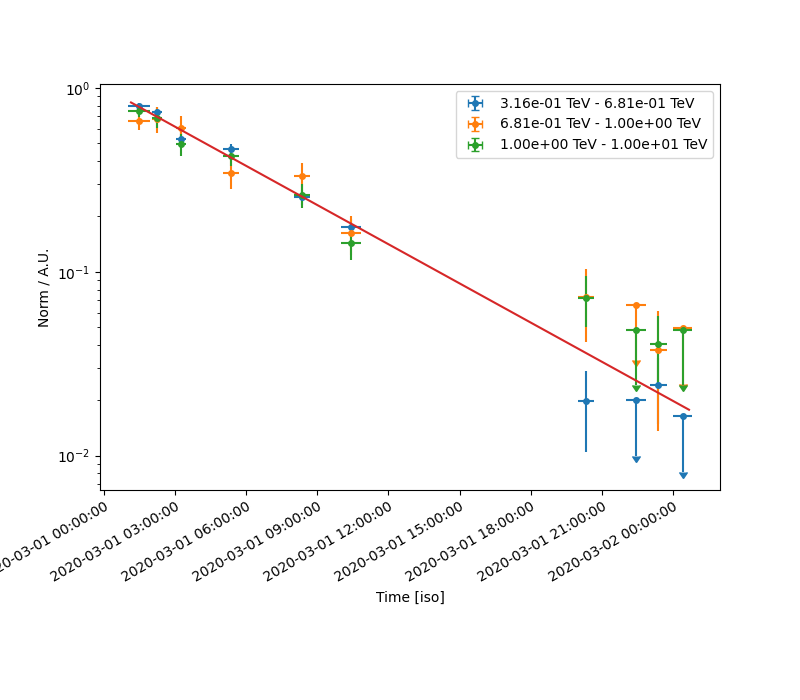 10⁰
10⁻¹
10⁻²
Norm / A.U.
3.16e-01 TeV - 6.81e-01 TeV
6.81e-01 TeV - 1.00e+00 TeV
1.00e+00 TeV - 1.00e+01 TeV
20-03-01 00:00:00
2020-03-01 03:00:00
2020-03-01 06:00:00
2020-03-01 09:00:00
2020-03-01 12:00:00
2020-03-01 15:00:00
2020-03-01 18:00:00
2020-03-01 21:00:00
2020-03-02 00:00:00
Time [iso]